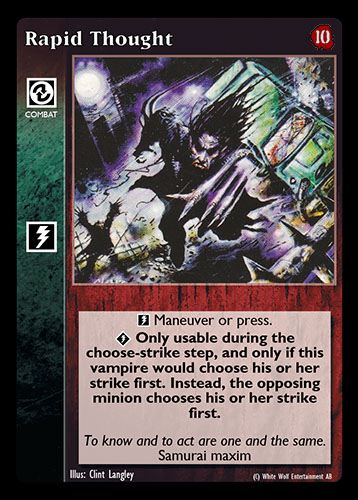 Rapid Thought
10
COMBAT
Maneuver or press.
Only usable during the
choose-strike step, and only if this
vampire would choose his or her
strike first. Instead, the opposing
minion chooses his or her strike
first.
To know and to act are one and the same.
Samurai maxim
Illus: Clint Langley
(C) White Wolf Entertainment AB